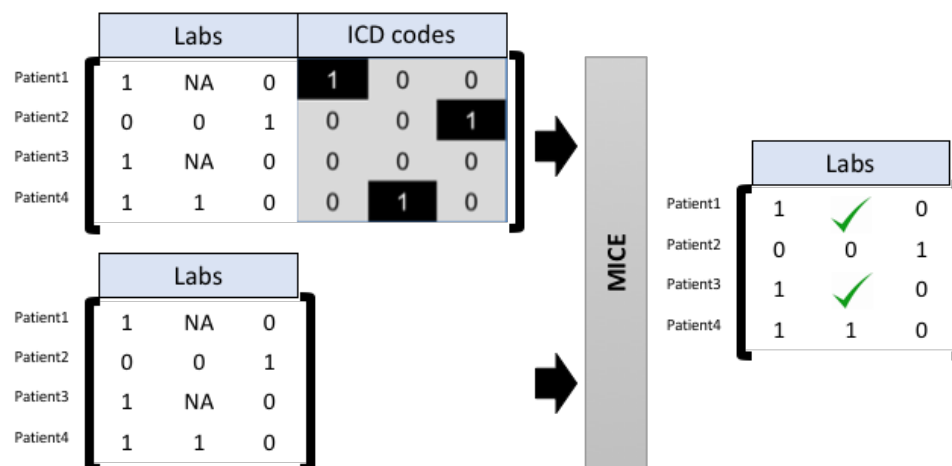 Labs ICD codes
Patient1 1 NA 0 1 0 0
Patient2 0 0 1 0 0 1
Patient3 1 NA 0 0 0 0
Patient4 1 1 0 0 1 0
Labs
Patient1 1 NA 0
Patient2 0 0 1
Patient3 1 NA 0
Patient4 1 1 0
MICE
Labs
Patient1 1 0
Patient2 0 0 1
Patient3 1 0
Patient4 1 1 0